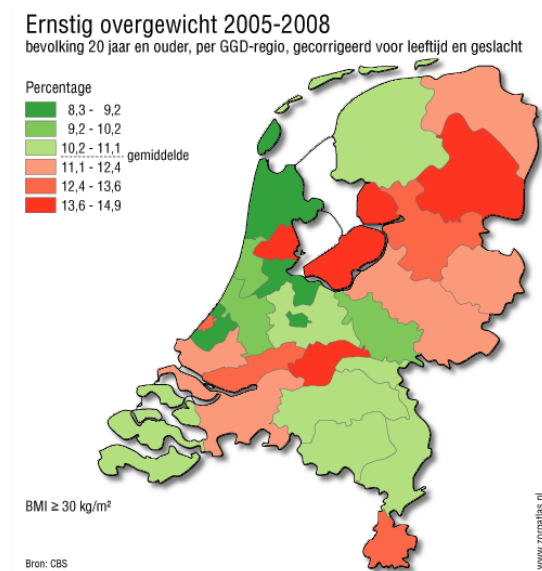 Ernstig overgewicht 2005-2008
bevolking 20 jaar en ouder, per GGD-regio, gecorrigeerd voor leeftijd en geslacht
Percentage
8,3 - 9,2
9,2 - 10,2
10,2 - 11,1
gemiddelde
11,1 - 12,4
12,4 - 13,6
13,6 - 14,9
BMI ≥ 30 kg/m²
Bron: CBS
www.zorgatlas.nl